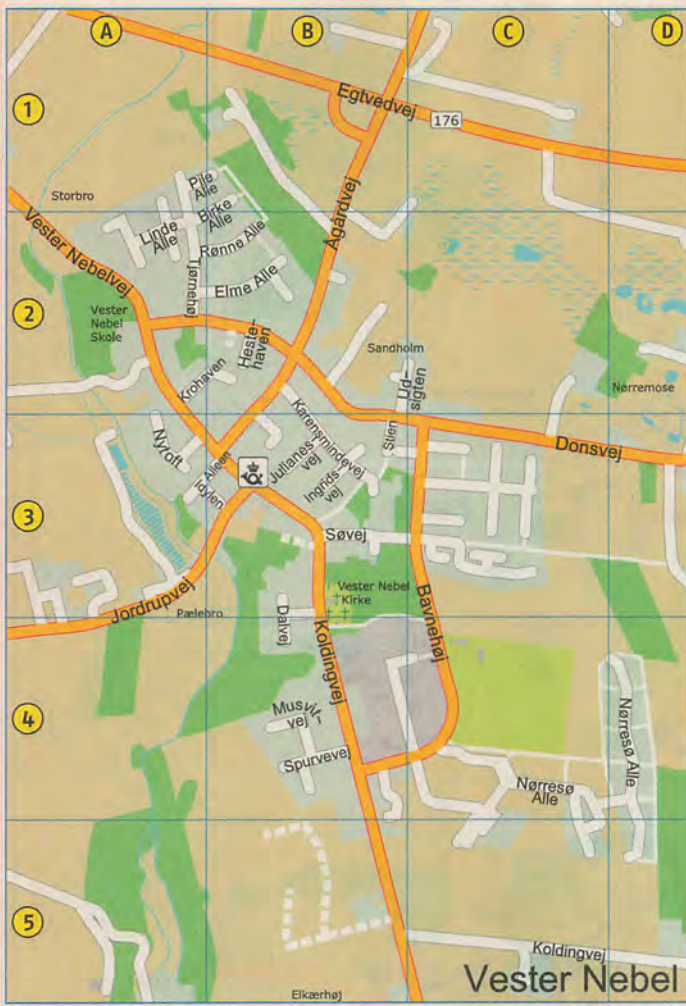 A
B
C
D
1
Egtvedvej
176
Pile
Alle
Storbro
Birke
Alle
Linde
Alle
Ågårdvej
Vester Nebelvej
Rønne Alle
Tjørnehøj
Elme Alle
2
Vester
Nebel
Skole
Heste-
haven
Sandholm
Krohaven
Ud-
sigten
Nørremose
Karensmindevej
Nytoft
Stien
Donsvej
Alleen
Julianes
vej
Idylen
Ingrids
vej
3
Søvej
Vester Nebel
Kirke
Bavnehøj
Jordrupvej
Pælebro
Dalvej
Koldingvej
4
Musvit-
vej
Nørresø Alle
Spurvevej
Nørresø
Alle
5
Koldingvej
Vester Nebel
Elkærhøj